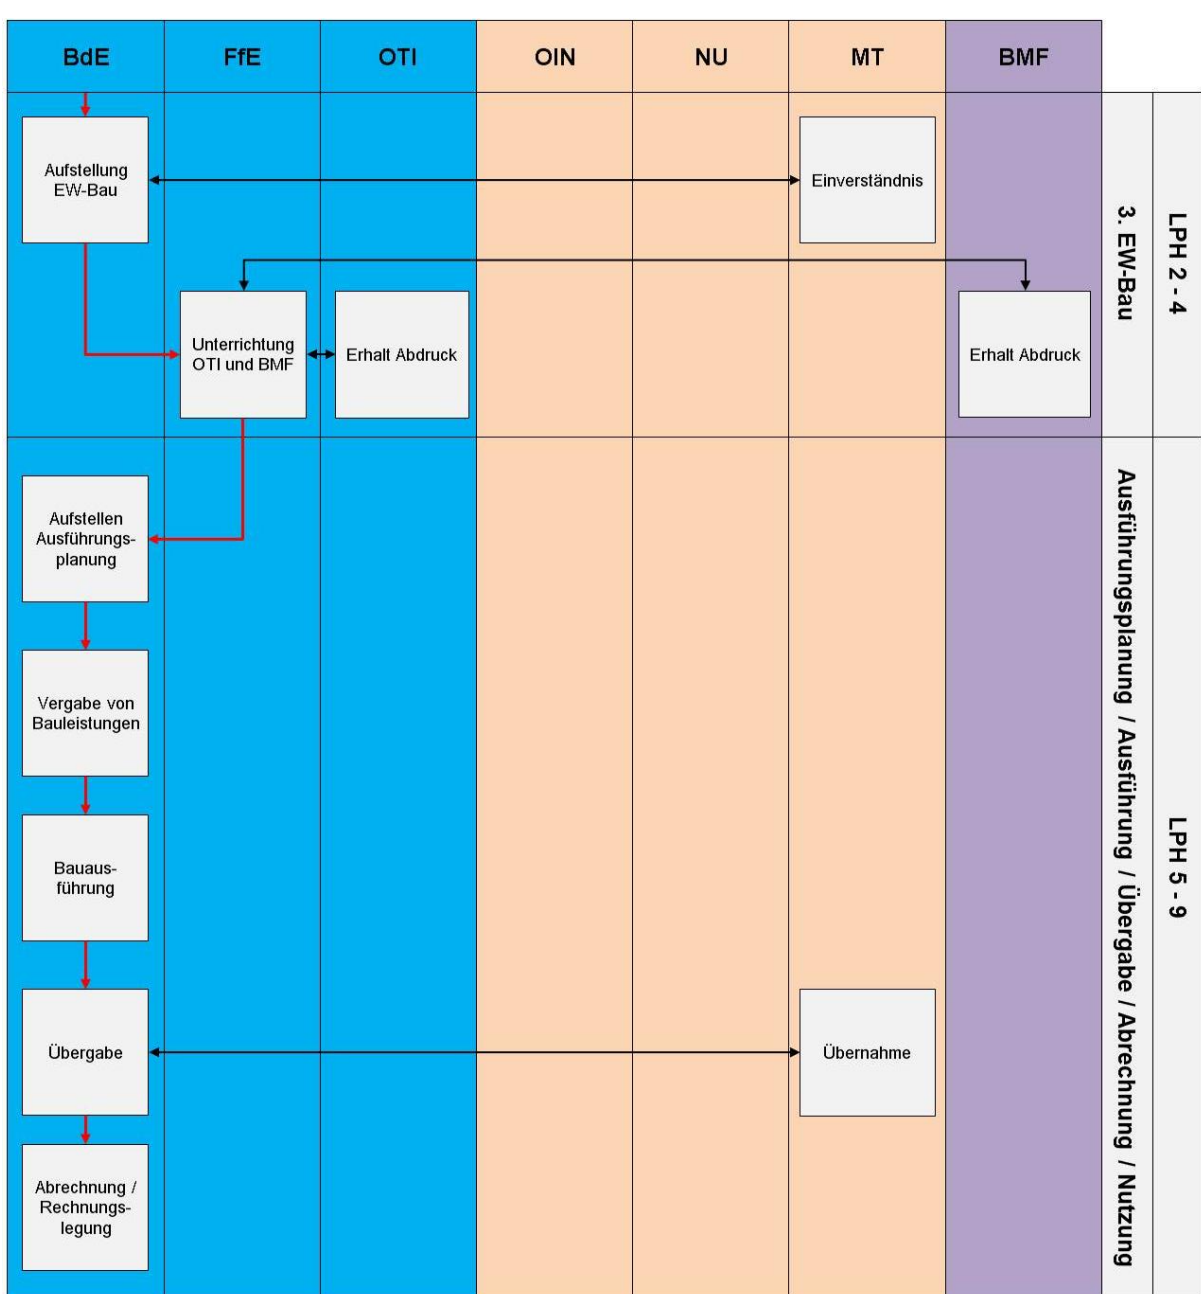 BdE
FfE
OTI
OIN
NU
MT
BMF
Aufstellung
EW-Bau
Einverständnis
Unterrichtung
OTI und BMF
Erhalt Abdruck
Erhalt Abdruck
3. EW-Bau
LPH 2 - 4
Aufstellen
Ausführungs-
planung
Vergabe von
Bauleistungen
Bauaus-
führung
Übergabe
Übernahme
Abrechnung /
Rechnungs-
legung
Ausführungsplanung / Ausführung / Übergabe / Abrechnung / Nutzung
LPH 5 - 9